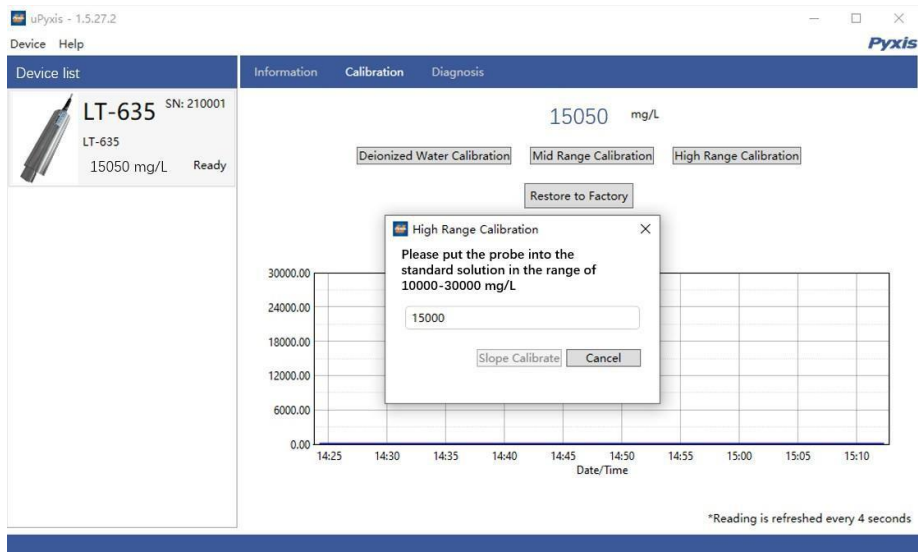 uPyxis - 1.5.27.2
Device Help
Pyxis
Device list
Information Calibration Diagnosis
LT-635 SN: 210001
LT-635
15050 mg/L Ready
15050 mg/L
Deionized Water Calibration Mid Range Calibration High Range Calibration
Restore to Factory
High Range Calibration
Please put the probe into the
standard solution in the range of
10000-30000 mg/L
15000
Slope Calibrate Cancel
30000.00
24000.00
18000.00
12000.00
6000.00
0.00
14:25 14:30 14:35 14:40 14:45 14:50 14:55 15:00 15:05 15:10
Date/Time
*Reading is refreshed every 4 seconds